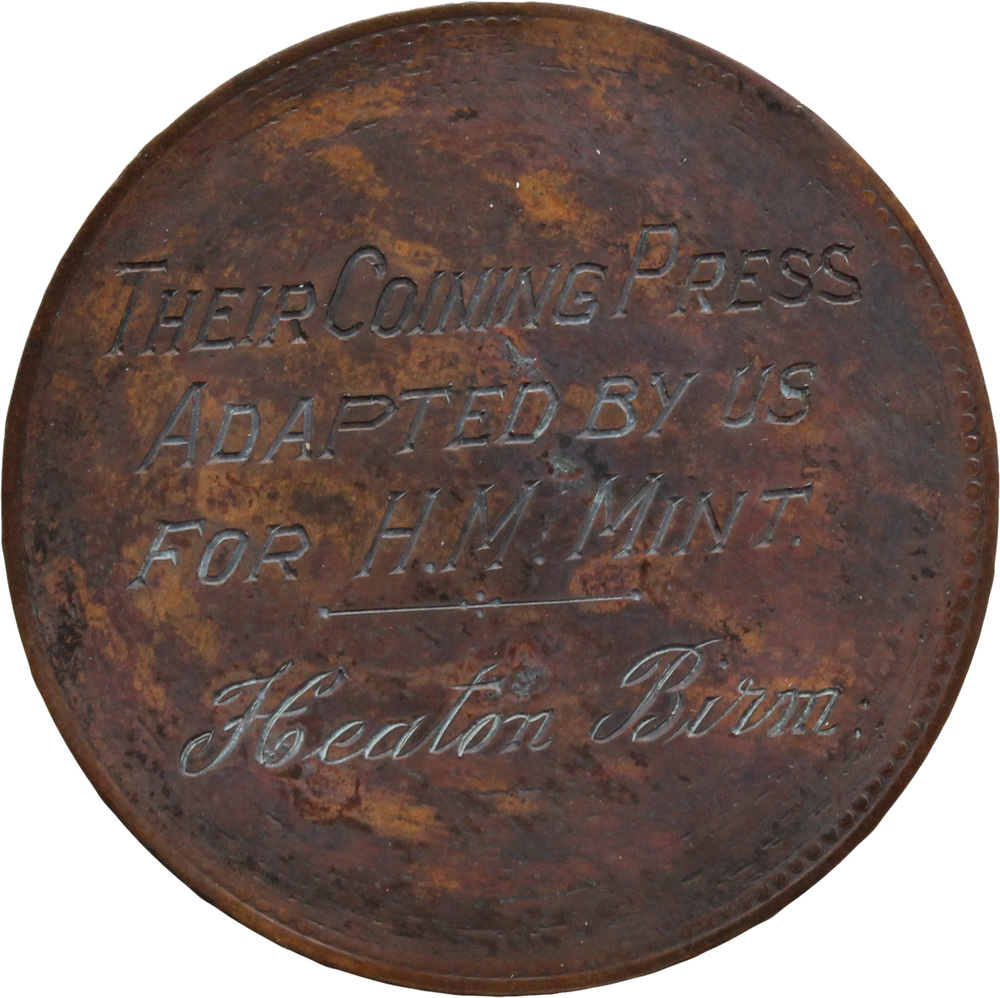 THEIR COINING PRESS
ADAPTED BY US
FOR H.M. MINT.
Heaton Birm.